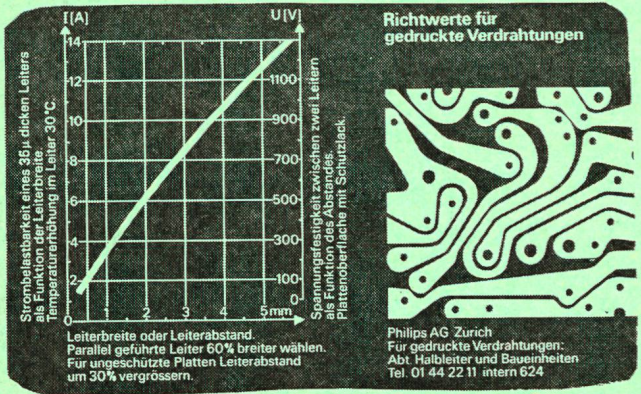 I[A]
U[V]
14
12
10
8
6
4
2
0
1100
900
700
500
300
100
0
1
2
3
4
5mm
Strombelastbarkeit eines 35µ dicken Leiters
als Funktion der Leiterbreite.
Temperaturerhöhung im Leiter 30°C.
Spannungsfestigkeit zwischen zwei Leitern
als Funktion des Abstandes.
Plattenoberfläche mit Schutzlack.
Leiterbreite oder Leiterabstand.
Parallel geführte Leiter 60% breiter wählen.
Für ungeschützte Platten Leiterabstand
um 30% vergrössern.
Richtwerte für
gedruckte Verdrahtungen
Philips AG Zurich
Für gedruckte Verdrahtungen:
Abt. Halbleiter und Baueinheiten
Tel. 01 44 22 11 intern 624